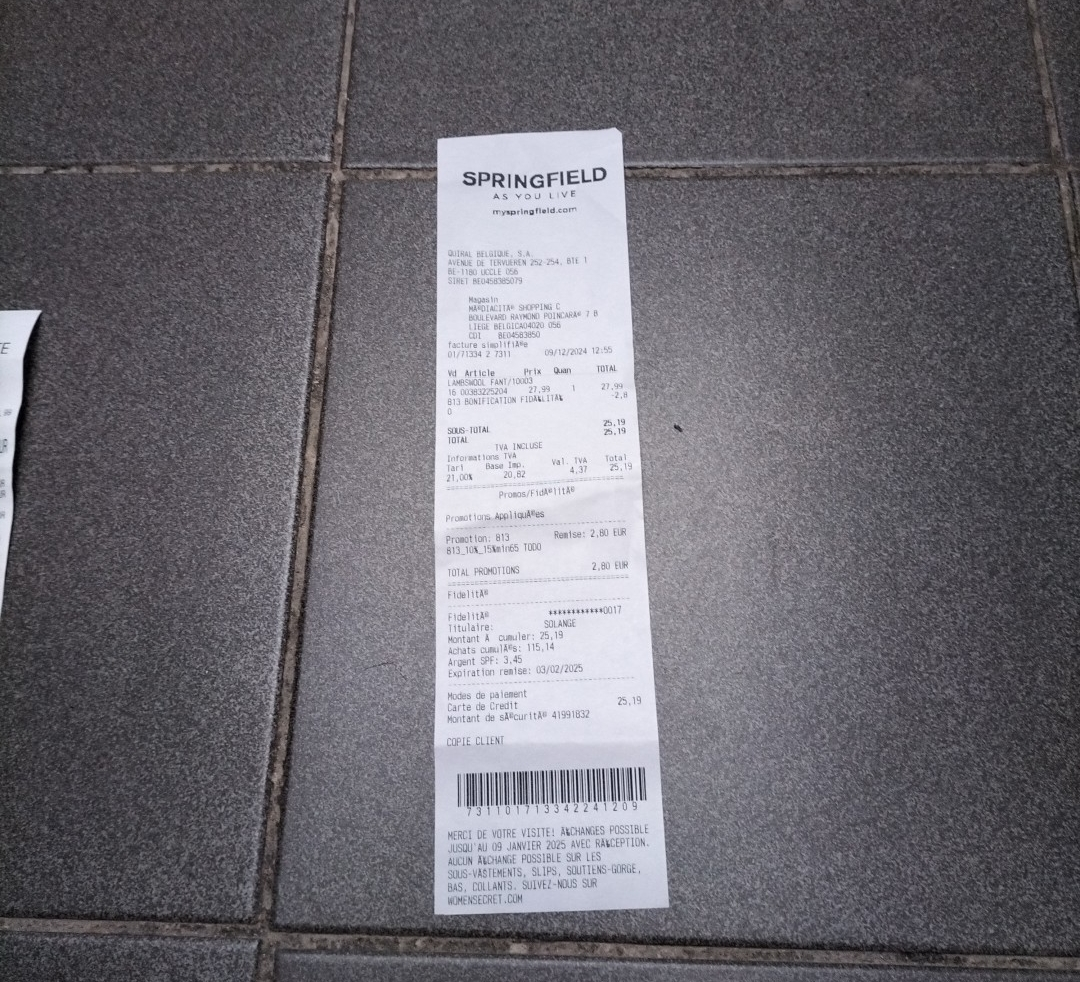 SPRINGFIELD
AS YOU LIVE
myspringfield.com
QUIRAL BELGIQUE, S.A.
AVENUE DE TERVUEREN 252-254, BTE 1
BE-1180 UCCLE 056
SIRET BE0458385079
Magasin
MÃ©DIACITÃ© SHOPPING C
BOULEVARD RAYMOND POINCARÃ© 7 B
LIEGE BELGICA04020 056
CDI BE04583850
facture simplifiÃ©e
01/71334 2 7311 09/12/2024 12:55
Vd Article Prix Quan TOTAL
LAMBSWOOL FANT/10003
16 00383225204 27,99 1 27,99
813 BONIFICATION FIDÃ‰LITÃ‰ -2,8
0
SOUS-TOTAL 25,19
TOTAL 25,19
TVA INCLUSE
Informations TVA
Tari Base Imp. Val. TVA Total
21,00% 20,82 4,37 25,19
Promos/FidÃ©litÃ©
Promotions AppliquÃ©es
Promotion: 813 Remise: 2,80 EUR
813_10%_15%min65 TODO
TOTAL PROMOTIONS 2,80 EUR
FidelitÃ©
FidelitÃ© ************0017
Titulaire: SOLANGE
Montant Ã cumuler: 25,19
Achats cumulÃ©s: 115,14
Argent SPF: 3,45
Expiration remise: 03/02/2025
Modes de paiement
Carte de Credit 25,19
Montant de sÃ©curitÃ© 41991832
COPIE CLIENT
731101713342241209
MERCI DE VOTRE VISITE! Ã‰CHANGES POSSIBLE
JUSQU'AU 09 JANVIER 2025 AVEC RÃ‰CEPTION.
AUCUN Ã‰CHANGE POSSIBLE SUR LES
SOUS-VÃŠTEMENTS, SLIPS, SOUTIENS-GORGE,
BAS, COLLANTS. SUIVEZ-NOUS SUR
WOMENSECRET.COM